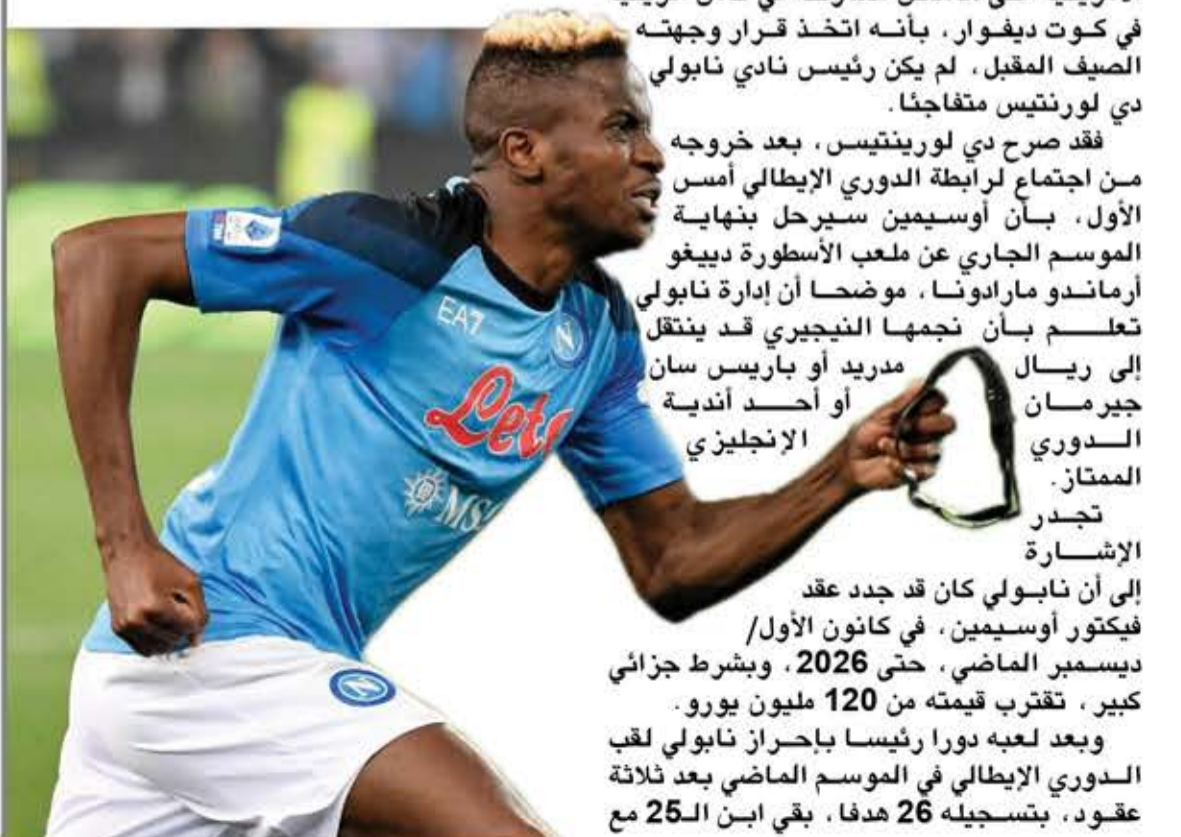 في كوت ديفوار، بأنه اتخذ قرار وجهته
الصيف المقبل، لم يكن رئيس نادي نابولي
دي لورنتيس متفاجئا.
فقد صرح دي لورينتيس، بعد خروجه
من اجتماع لرابطة الدوري الإيطالي أمس
الأول، بأن أوسيمين سيرحل بنهاية
الموسم الجاري عن ملعب الأسطورة دييغو
أرماندو مارادونا، موضحا أن إدارة نابولي
تعلم بأن نجمها النيجيري قد ينتقل
إلى ريال مدريد أو باريس سان
جيرمان أو أحد أندية
الدوري الإنجليزي
الممتاز.
تجدر
الإشارة
إلى أن نابولي كان قد جدد عقد
فيكتور أوسيمين، في كانون الأول/
ديسمبر الماضي، حتى 2026، وبشرط جزائي
كبير، تقترب قيمته من 120 مليون يورو.
وبعد لعبه دورا رئيسا بإحراز نابولي لقب
الدوري الإيطالي في الموسم الماضي بعد ثلاثة
عقود، بتسجيله 26 هدفا، بقي ابن الـ25 مع
EA7
N
Lete
MSC
N